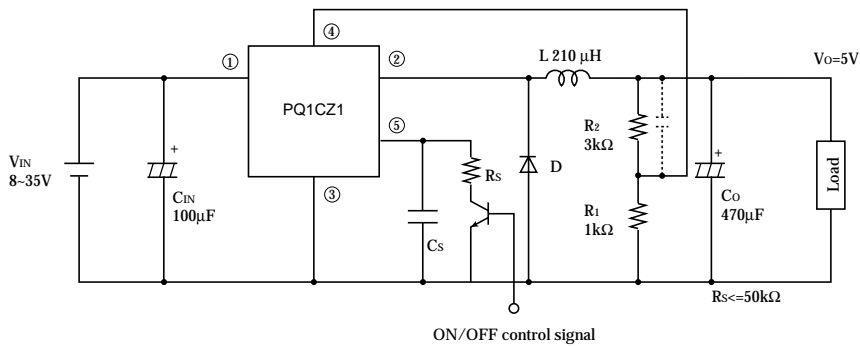 ④
①
②
L 210 µH
VO=5V
PQ1CZ1
⑤
R2
3kΩ
VIN
8~35V
+
CIN
100µF
③
RS
D
+
CO
470µF
Load
CS
R1
1kΩ
RS<=50kΩ
ON/OFF control signal